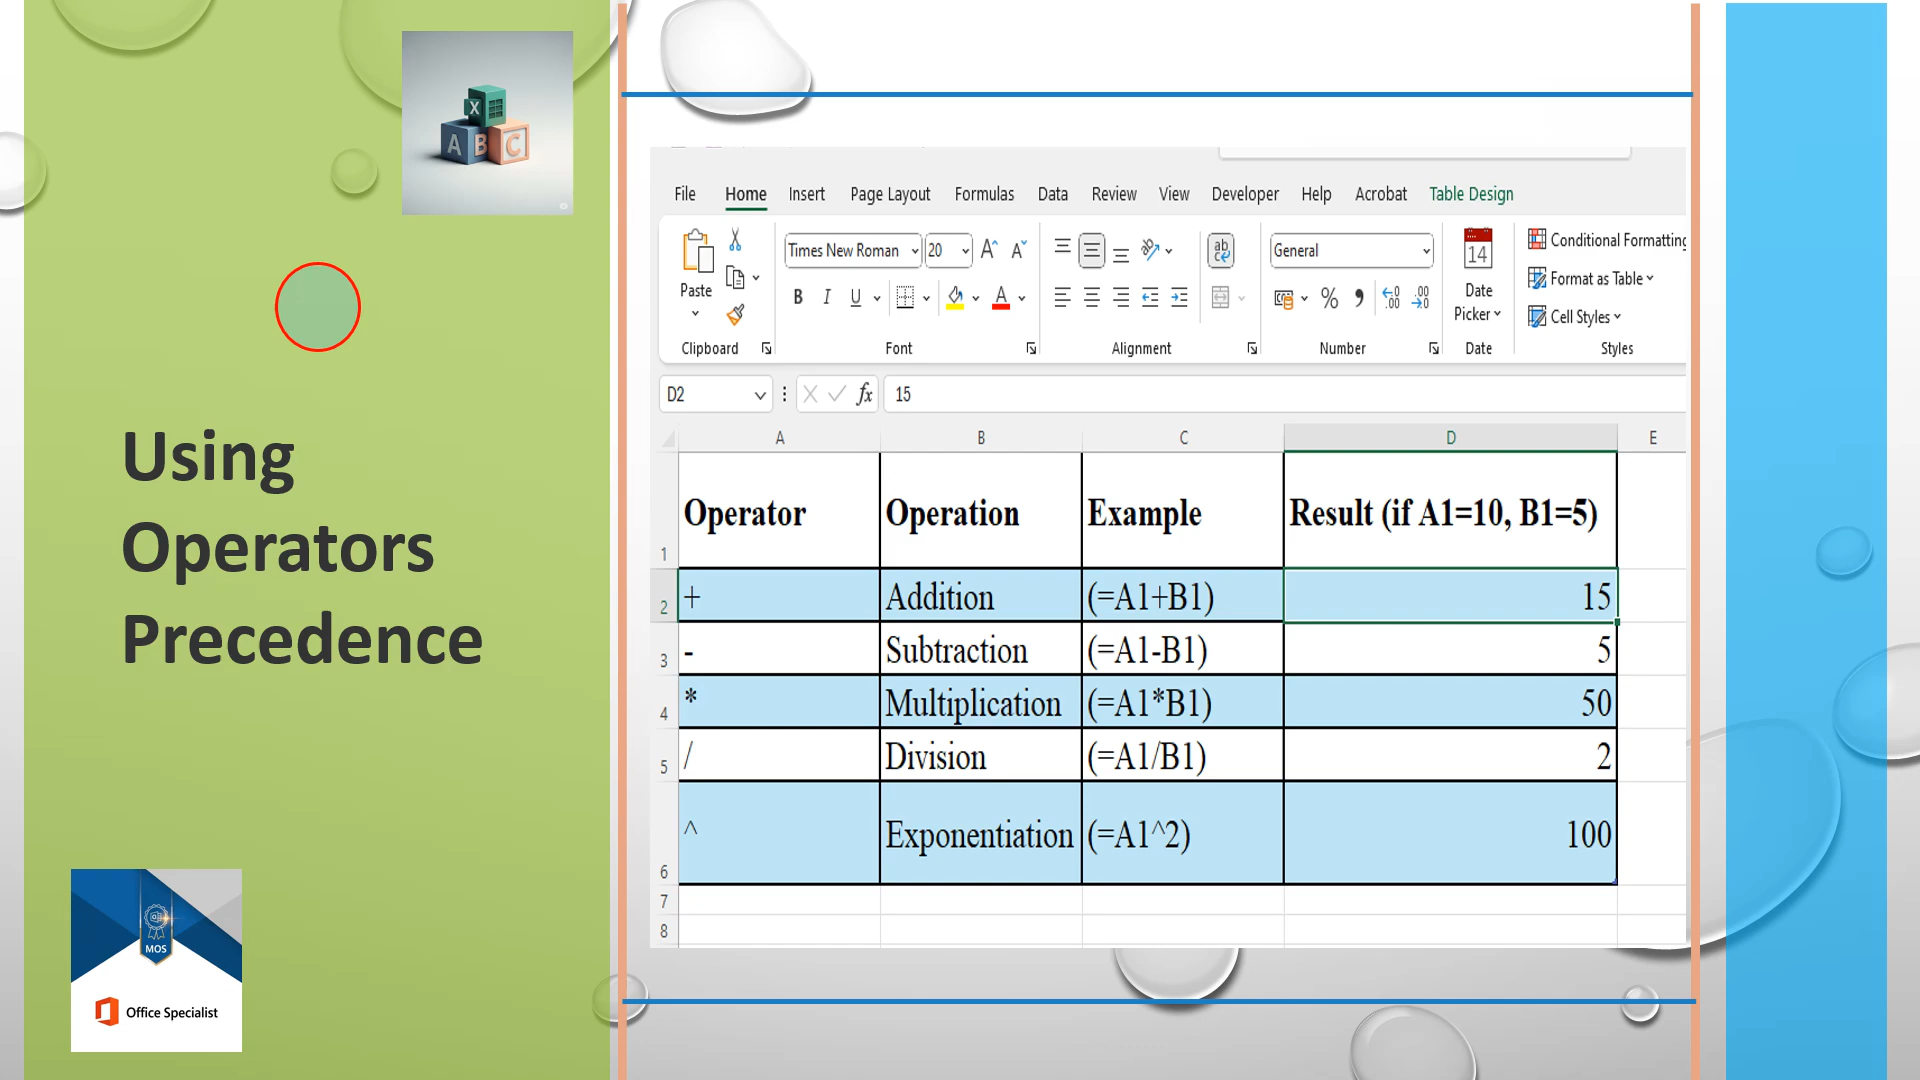 X
A B C
Using
Operators
Precedence
MOS
Office Specialist
File Home Insert Page Layout Formulas Data Review View Developer Help Acrobat Table Design
Paste
Times New Roman 20
B I U
Clipboard
Font
ab
Alignment
General
% , .00 .00
Number
14
Date
Picker
Date
Conditional Formatting
Format as Table
Cell Styles
Styles
D2 fx 15
A B C D E
1 Operator Operation Example Result (if A1=10, B1=5)
2 + Addition (=A1+B1) 15
3 - Subtraction (=A1-B1) 5
4 * Multiplication (=A1*B1) 50
5 / Division (=A1/B1) 2
6 ^ Exponentiation (=A1^2) 100
7
8